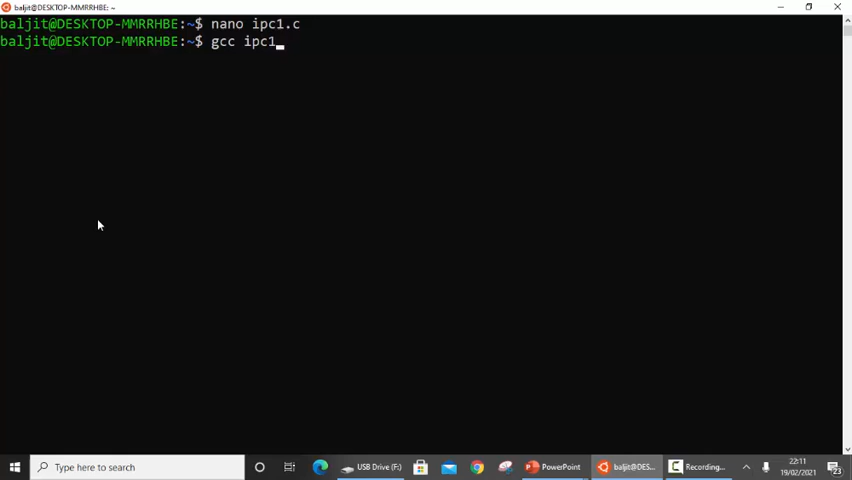 baljit@DESKTOP-MMRRHBE: ~
baljit@DESKTOP-MMRRHBE:~$ nano ipc1.c
baljit@DESKTOP-MMRRHBE:~$ gcc ipc1
Type here to search
USB Drive (F:)
PowerPoint
baljit@DES...
Recording...
22:11
19/02/2021
23